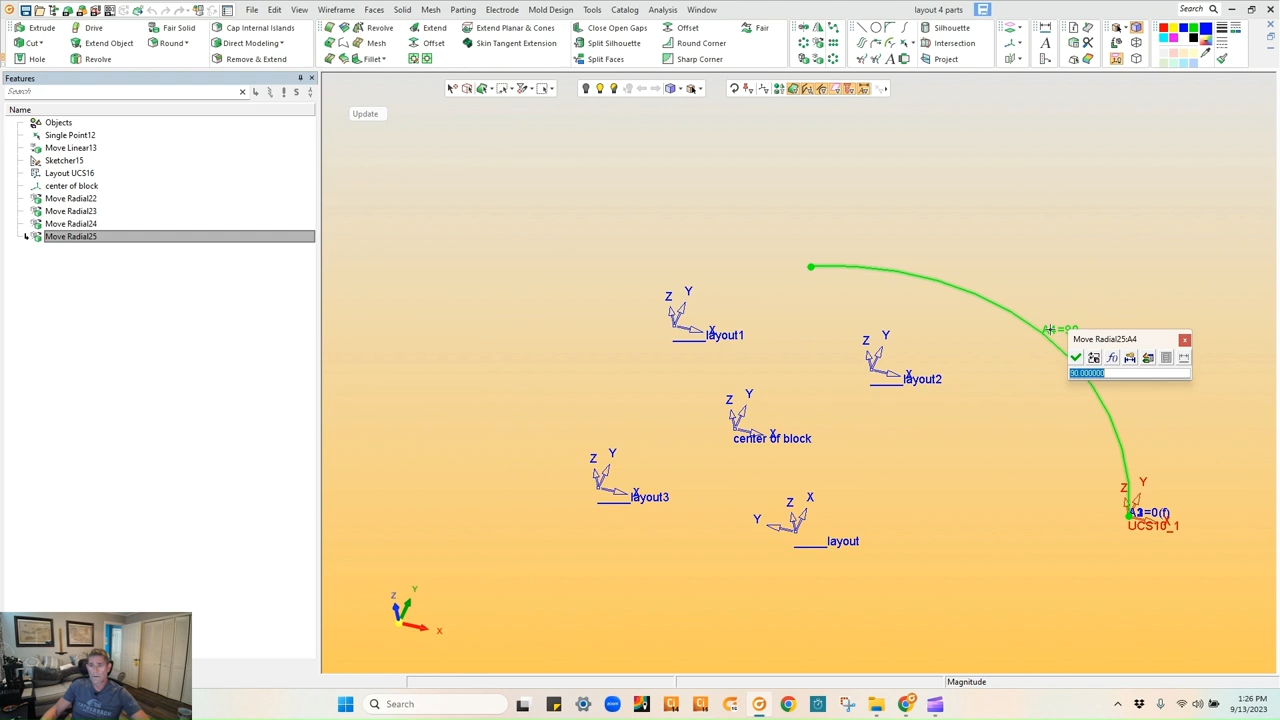 File Edit View Wireframe Faces Solid Mesh Parting Electrode Mold Design Tools Catalog Analysis Window layout 4 parts Search
Extrude Drive Fair Solid Cap Internal Islands Revolve Extend Multi Planar & Cones Close Open Gaps Fair Silhouette
Cut Extend Object Round Direct Modeling Mesh Offset Skin Tangent Extension Split Silhouette Round Corner Intersection
Hole Revolve Remove & Extend Fillet Split Faces Sharp Corner Project
Features
Search
Name
Objects
Single Point12
Move Linear13
Sketcher15
Layout UCS16
center of block
Move Radial22
Move Radial23
Move Radial24
Move Radial25
Update
Z Y
X
layout1
Z Y
X
layout2
Z Y
X
center of block
Z Y
X
layout3
Z X
Y
layout
Move Radial25:A4
90.000000
Z Y
=0(f)
UCS10_1
Z Y
X
Magnitude
Search
1:26 PM
9/13/2023